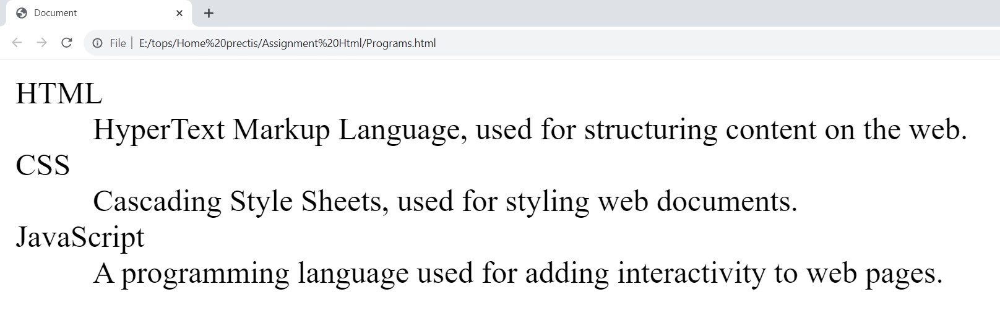 Document
File E:/tops/Home%20prectis/Assignment%20Html/Programs.html
HTML
HyperText Markup Language, used for structuring content on the web.
CSS
Cascading Style Sheets, used for styling web documents.
JavaScript
A programming language used for adding interactivity to web pages.